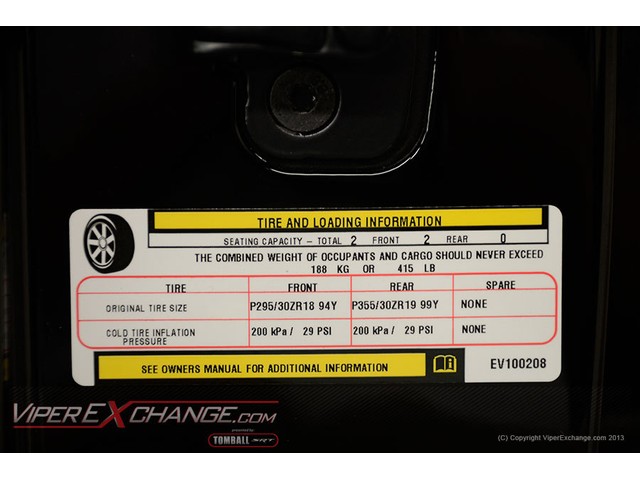 TIRE AND LOADING INFORMATION
SEATING CAPACITY - TOTAL 2 FRONT 2 REAR 0
THE COMBINED WEIGHT OF OCCUPANTS AND CARGO SHOULD NEVER EXCEED
188 KG OR 415 LB
TIRE FRONT REAR SPARE
ORIGINAL TIRE SIZE P295/30ZR18 94Y P355/30ZR19 99Y NONE
COLD TIRE INFLATION PRESSURE 200 kPa / 29 PSI 200 kPa / 29 PSI NONE
SEE OWNERS MANUAL FOR ADDITIONAL INFORMATION EV100208
VIPEREXCHANGE.COM
powered by TOMBALL SRT
(C) Copyright ViperExchange.com 2013